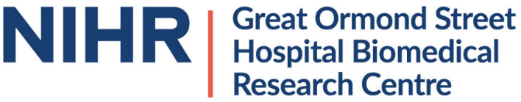 NIHR
Great Ormond Street
Hospital Biomedical
Research Centre